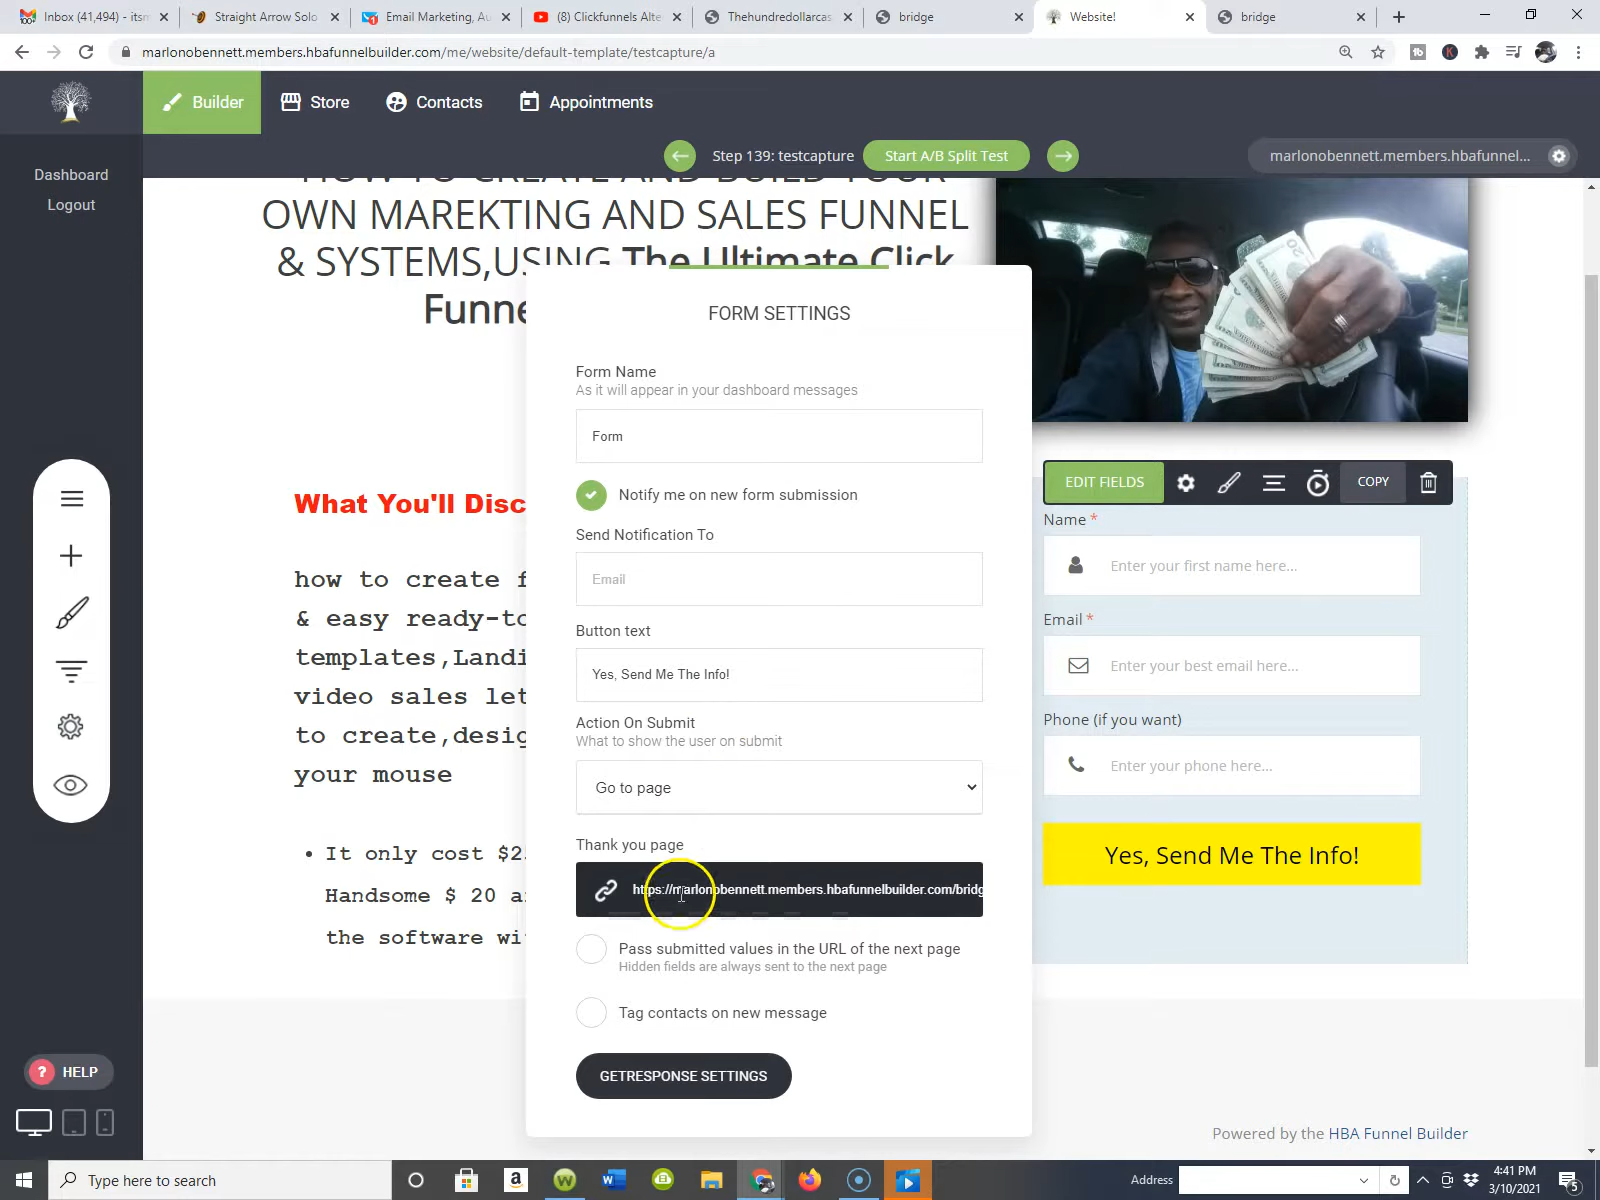 Inbox (41,494) - itsm
Straight Arrow Solo
Email Marketing, Au
(8) Clickfunnels Alte
Thehundredollarcas
bridge
Website!
bridge
marlonobennett.members.hbafunnelbuilder.com/me/website/default-template/testcapture/a
Builder
Store
Contacts
Appointments
Step 139: testcapture
Start A/B Split Test
marlonobennett.members.hbafunnel...
Dashboard
Logout
HOW TO CREATE AND BUILD YOUR
OWN MAREKTING AND SALES FUNNEL
& SYSTEMS,USING The Ultimate Click
Funne
FORM SETTINGS
Form Name
As it will appear in your dashboard messages
Form
Notify me on new form submission
Send Notification To
Email
Button text
Yes, Send Me The Info!
Action On Submit
What to show the user on submit
Go to page
Thank you page
https://marlonobennett.members.hbafunnelbuilder.com/bridg
Pass submitted values in the URL of the next page
Hidden fields are always sent to the next page
Tag contacts on new message
GETRESPONSE SETTINGS
What You'll Disc
how to create f
& easy ready-to
templates,Landi
video sales let
to create,desig
your mouse
It only cost $2
Handsome $ 20 a
the software wi
EDIT FIELDS
COPY
Name *
Enter your first name here...
Email *
Enter your best email here...
Phone (if you want)
Enter your phone here...
Yes, Send Me The Info!
Powered by the HBA Funnel Builder
? HELP
Type here to search
Address
4:41 PM
3/10/2021
5